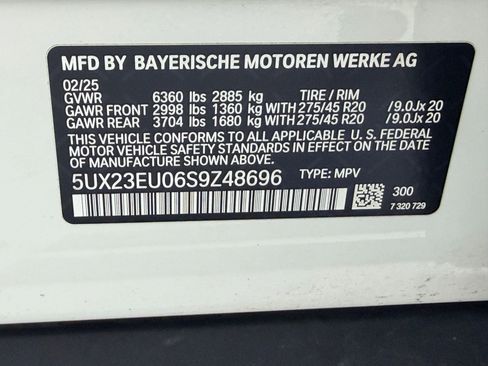 MFD BY BAYERISCHE MOTOREN WERKE AG
02/25
GVWR 6360 lbs 2885 kg TIRE / RIM
GAWR FRONT 2998 lbs 1360 kg WITH 275/45 R20 /9.0Jx 20
GAWR REAR 3704 lbs 1680 kg WITH 275/45 R20 /9.0Jx 20
THIS VEHICLE CONFORMS TO ALL APPLICABLE U. S. FEDERAL
MOTOR VEHICLE SAFETY STANDARDS IN EFFECT ON THE
DATE OF MANUFACTURE SHOWN ABOVE.
5UX23EU06S9Z48696 TYPE: MPV
300
7 320 729